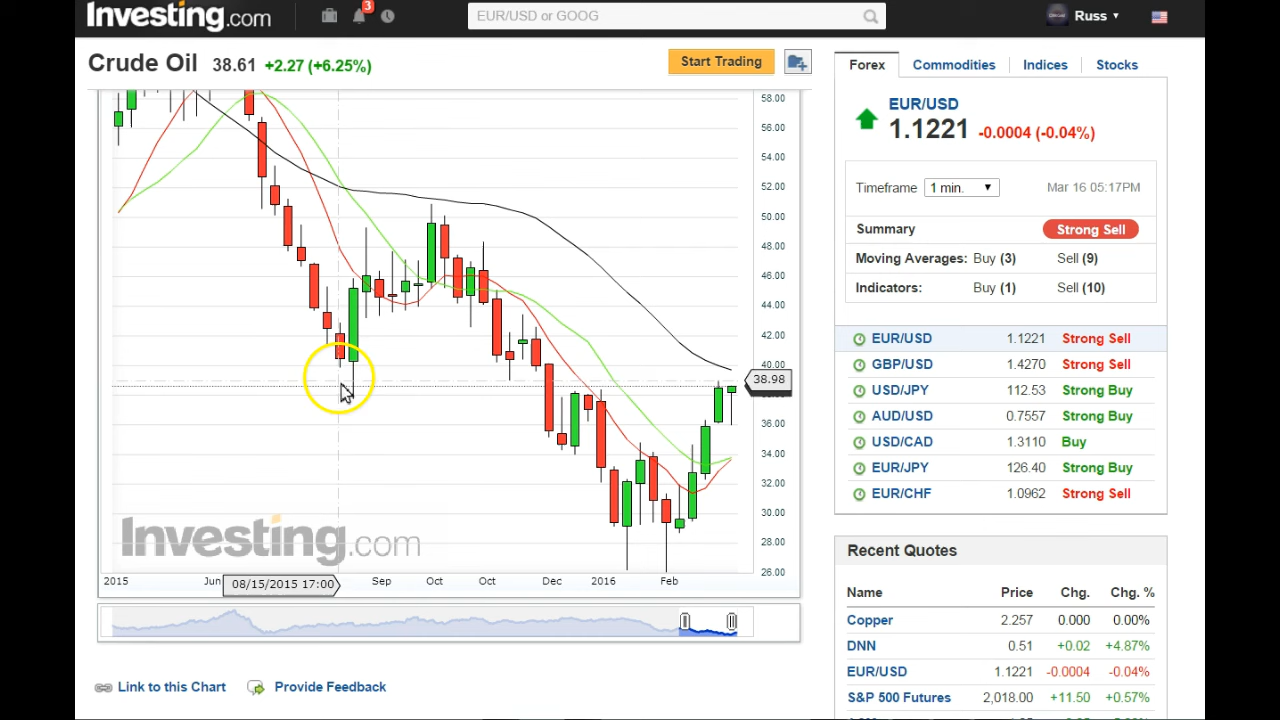 Investing.com
3
EUR/USD or GOOG
Russ
Crude Oil 38.61 +2.27 (+6.25%)
Start Trading
58.00
56.00
54.00
52.00
50.00
48.00
46.00
44.00
42.00
40.00
38.98
36.00
34.00
32.00
30.00
28.00
26.00
Investing.com
2015 Jun 08/15/2015 17:00 Sep Oct Oct Dec 2016 Feb
Link to this Chart Provide Feedback
Forex Commodities Indices Stocks
EUR/USD
1.1221 -0.0004 (-0.04%)
Timeframe 1 min. Mar 16 05:17PM
Summary Strong Sell
Moving Averages: Buy (3) Sell (9)
Indicators: Buy (1) Sell (10)
EUR/USD 1.1221 Strong Sell
GBP/USD 1.4270 Strong Sell
USD/JPY 112.53 Strong Buy
AUD/USD 0.7557 Strong Buy
USD/CAD 1.3110 Buy
EUR/JPY 126.40 Strong Buy
EUR/CHF 1.0962 Strong Sell
Recent Quotes
Name Price Chg. Chg. %
Copper 2.257 0.000 0.00%
DNN 0.51 +0.02 +4.87%
EUR/USD 1.1221 -0.0004 -0.04%
S&P 500 Futures 2,018.00 +11.50 +0.57%